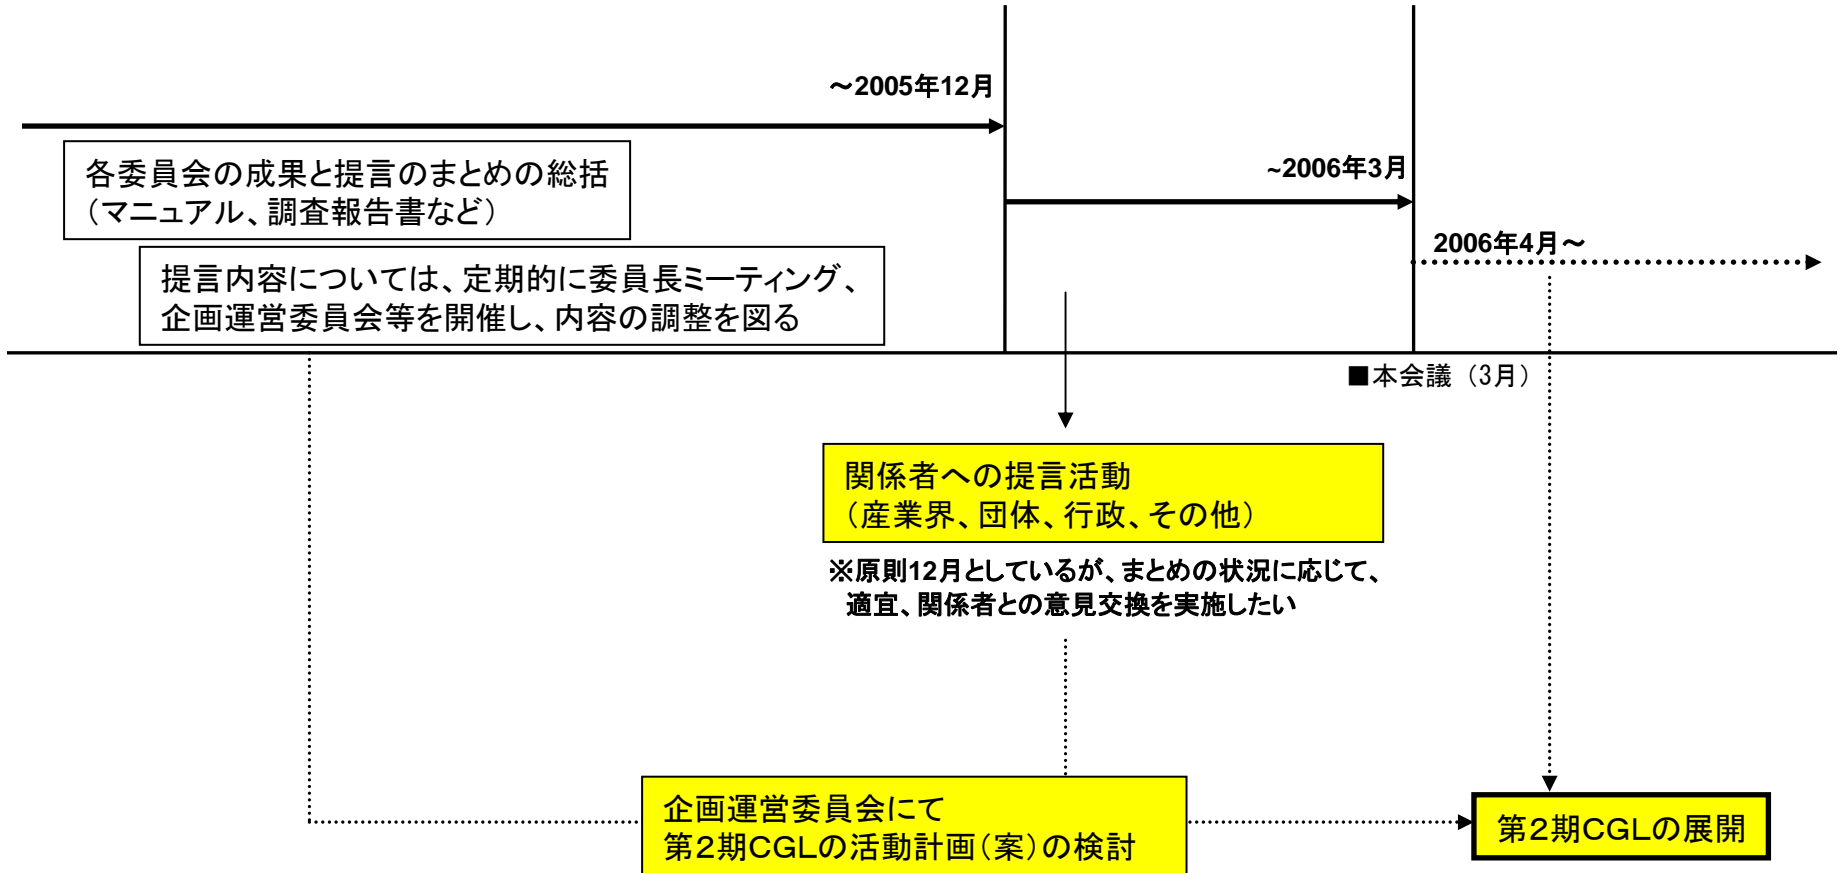 ～2005年12月
各委員会の成果と提言のまとめの総括
（マニュアル、調査報告書など）
~2006年3月
2006年4月～
提言内容については、定期的に委員長ミーティング、
企画運営委員会等を開催し、内容の調整を図る
■本会議（3月）
関係者への提言活動
（産業界、団体、行政、その他）
※原則12月としているが、まとめの状況に応じて、
適宜、関係者との意見交換を実施したい
企画運営委員会にて
第２期ＣＧＬの活動計画（案）の検討
第２期ＣＧＬの展開